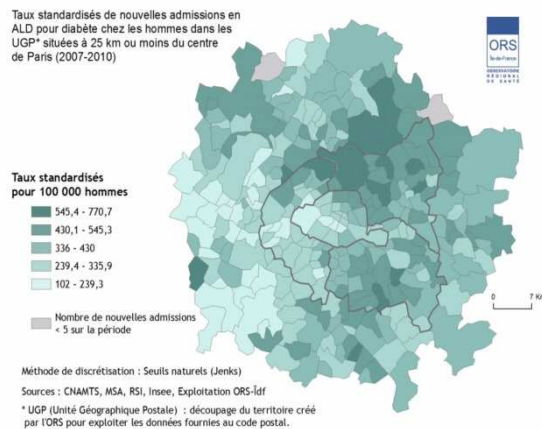 Taux standardisés de nouvelles admissions en
ALD pour diabète chez les hommes dans les
UGP* situées à 25 km ou moins du centre
de Paris (2007-2010)
ORS
Île-de-France
OBSERVATOIRE
RÉGIONAL
DE SANTÉ
Taux standardisés
pour 100 000 hommes
545,4 - 770,7
430,1 - 545,3
336 - 430
239,4 - 335,9
102 - 239,3
Nombre de nouvelles admissions
< 5 sur la période
0 7 Km
Méthode de discrétisation : Seuils naturels (Jenks)
Sources : CNAMTS, MSA, RSI, Insee, Exploitation ORS-Îdf
* UGP (Unité Géographique Postale) : découpage du territoire créé
par l'ORS pour exploiter les données fournies au code postal.